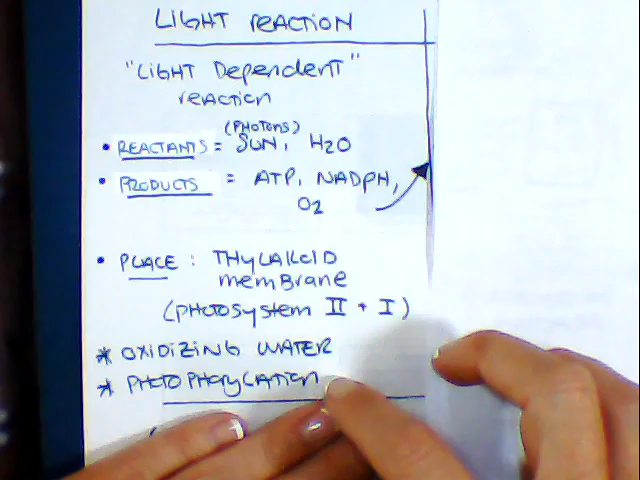 LIGHT REACTION
"LIGHT Dependent"
reaction
(PHOTONS)
• REACTANTS = SUN, H2O
• PRODUCTS = ATP, NADPH,
O2
• PLACE : THYLAKOID
membrane
(PHOTOSystem II + I)
* OXIDIZING WATER
* PHOTOPHORYLATION